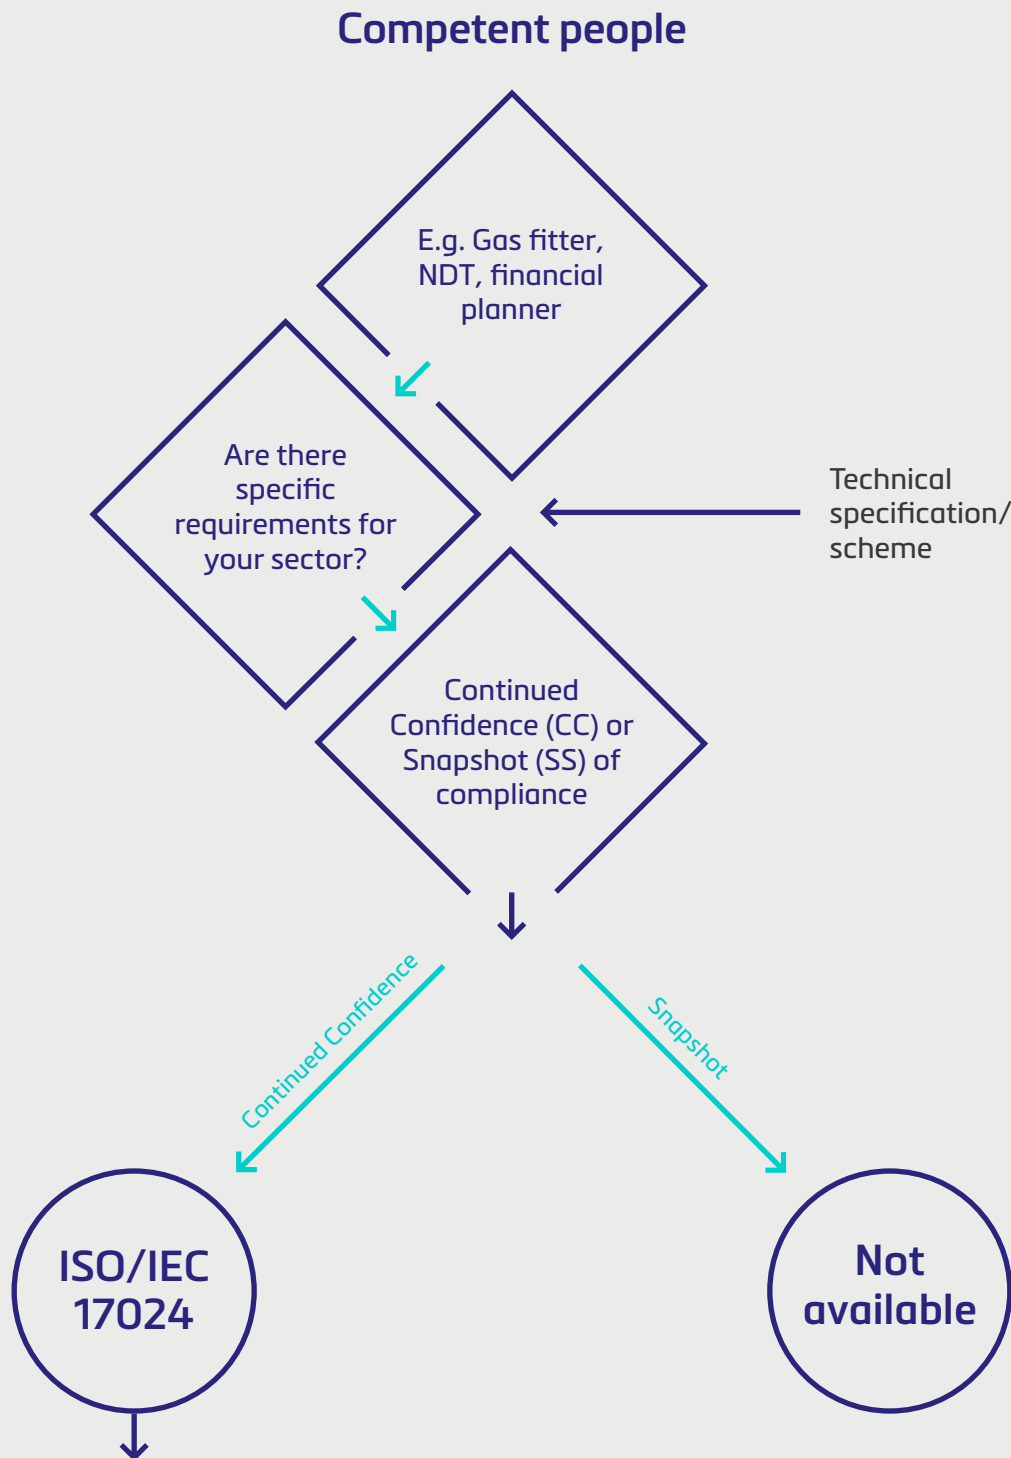 Competent people
E.g. Gas fitter,
NDT, financial
planner
Are there
specific
requirements for
your sector?
Technical
specification/
scheme
Continued
Confidence (CC) or
Snapshot (SS) of
compliance
Continued Confidence
Snapshot
ISO/IEC
17024
Not
available